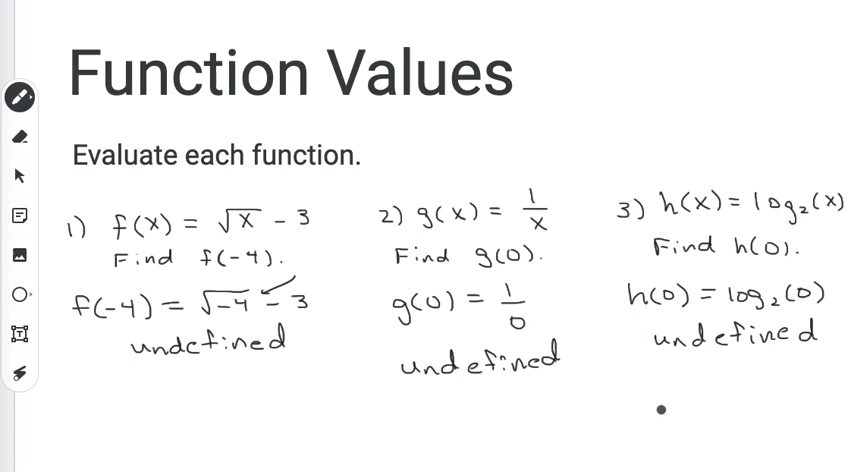 Function Values
Evaluate each function.
1) f(x) = √x - 3
Find f(-4).
f(-4) = √-4 - 3
undefined
2) g(x) = 1/x
Find g(0).
g(0) = 1/0
undefined
3) h(x) = log₂(x)
Find h(0).
h(0) = log₂(0)
undefined